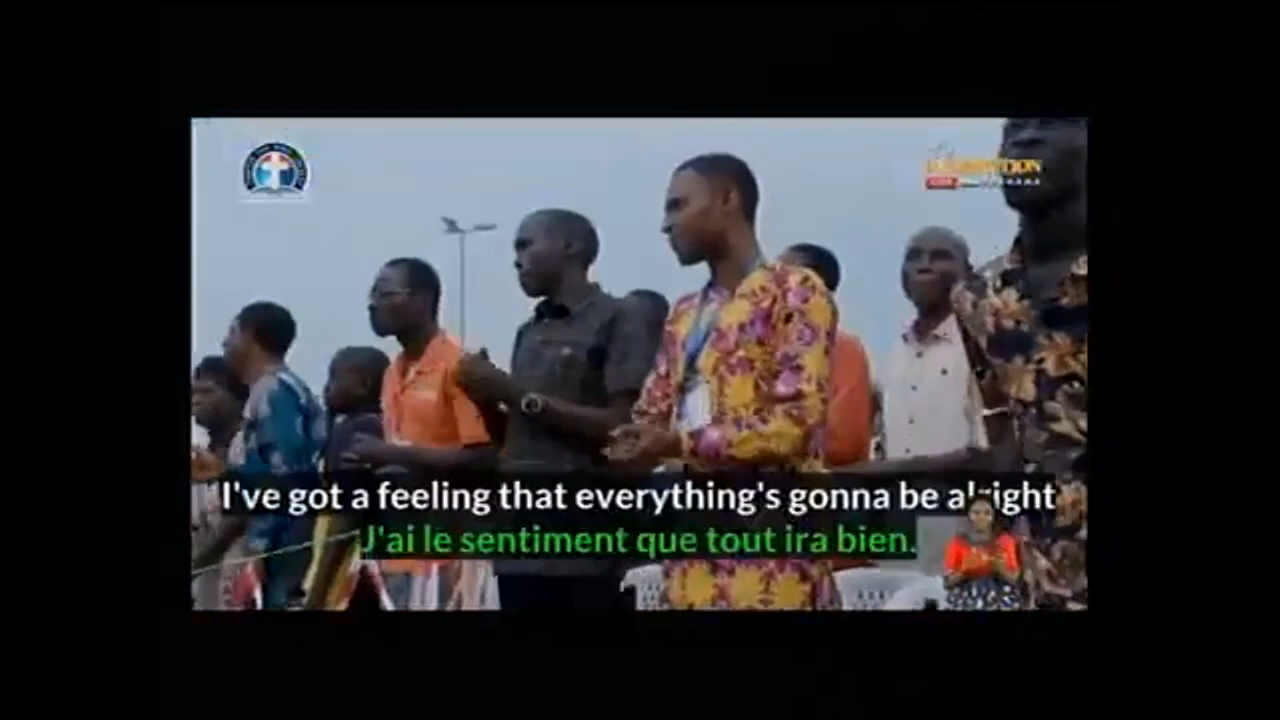 I've got a feeling that everything's gonna be alright
J'ai le sentiment que tout ira bien.